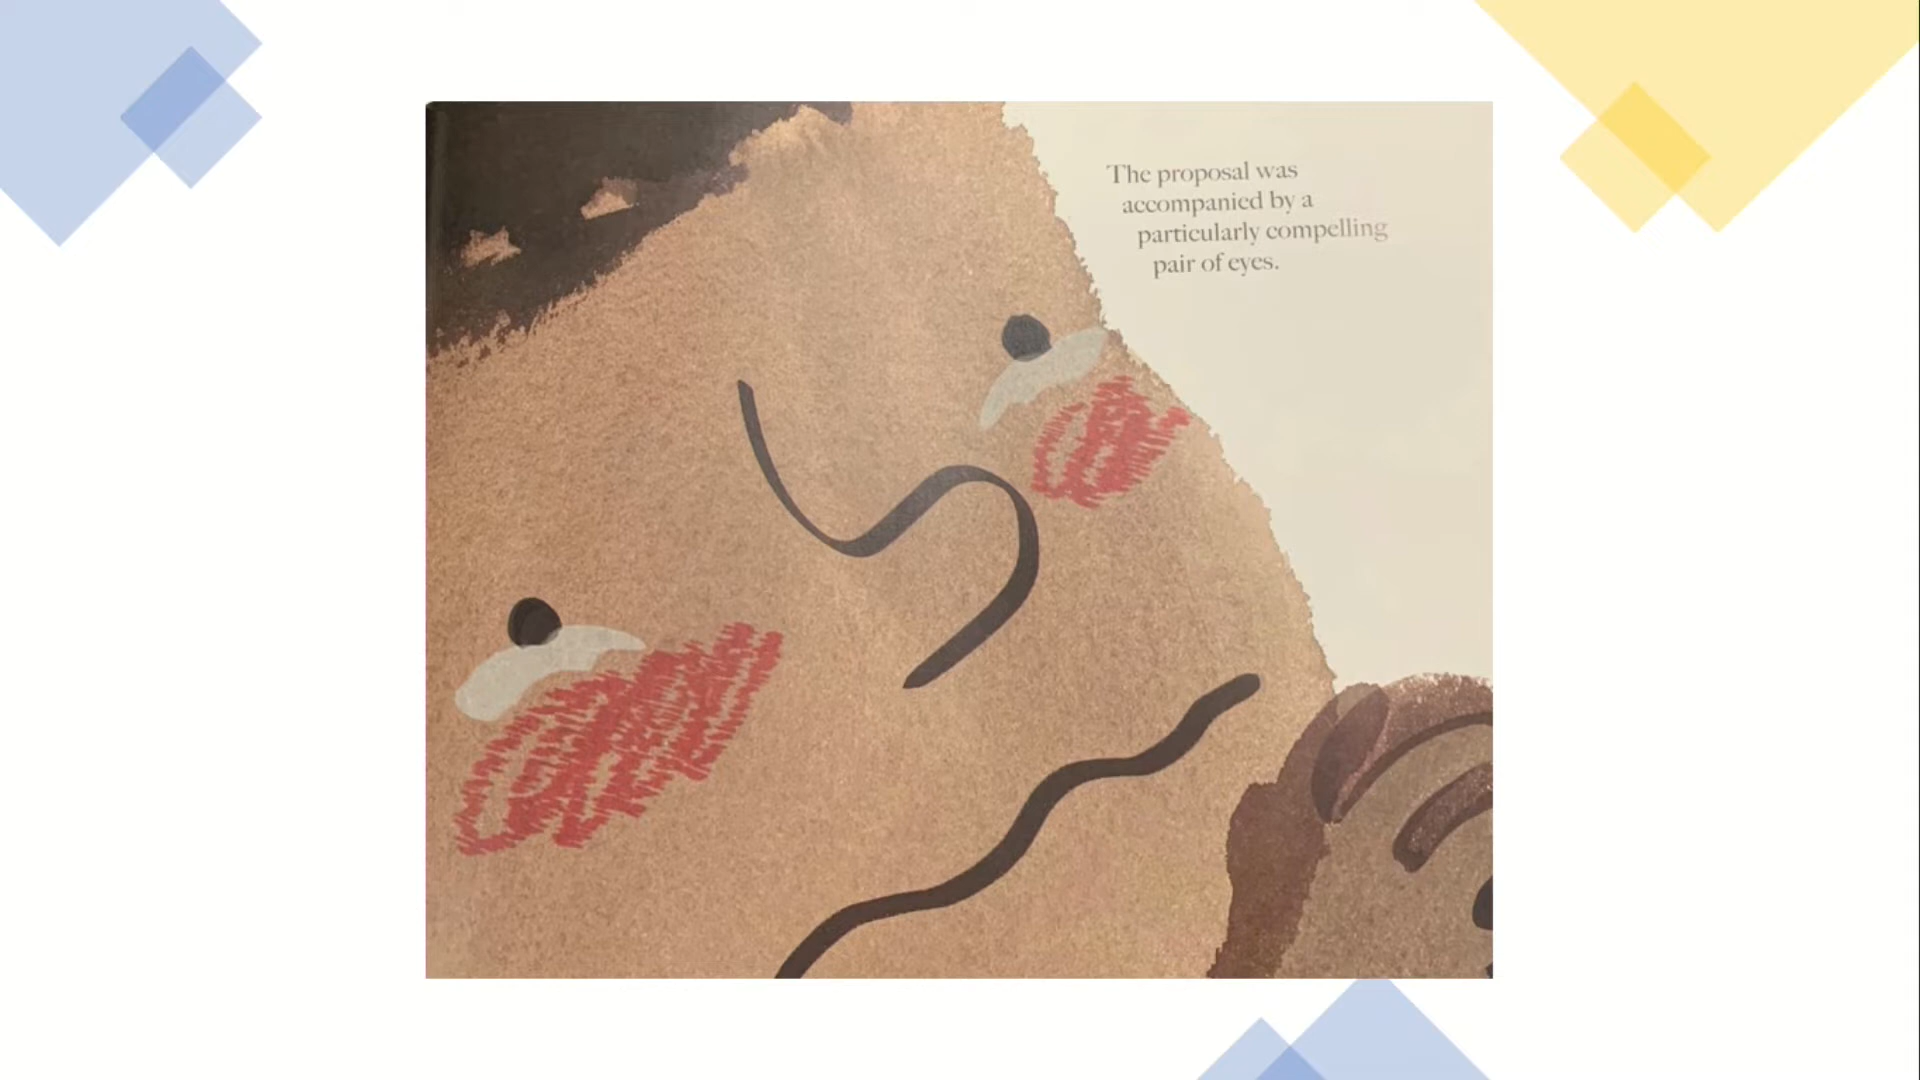 The proposal was
accompanied by a
particularly compelling
pair of eyes.